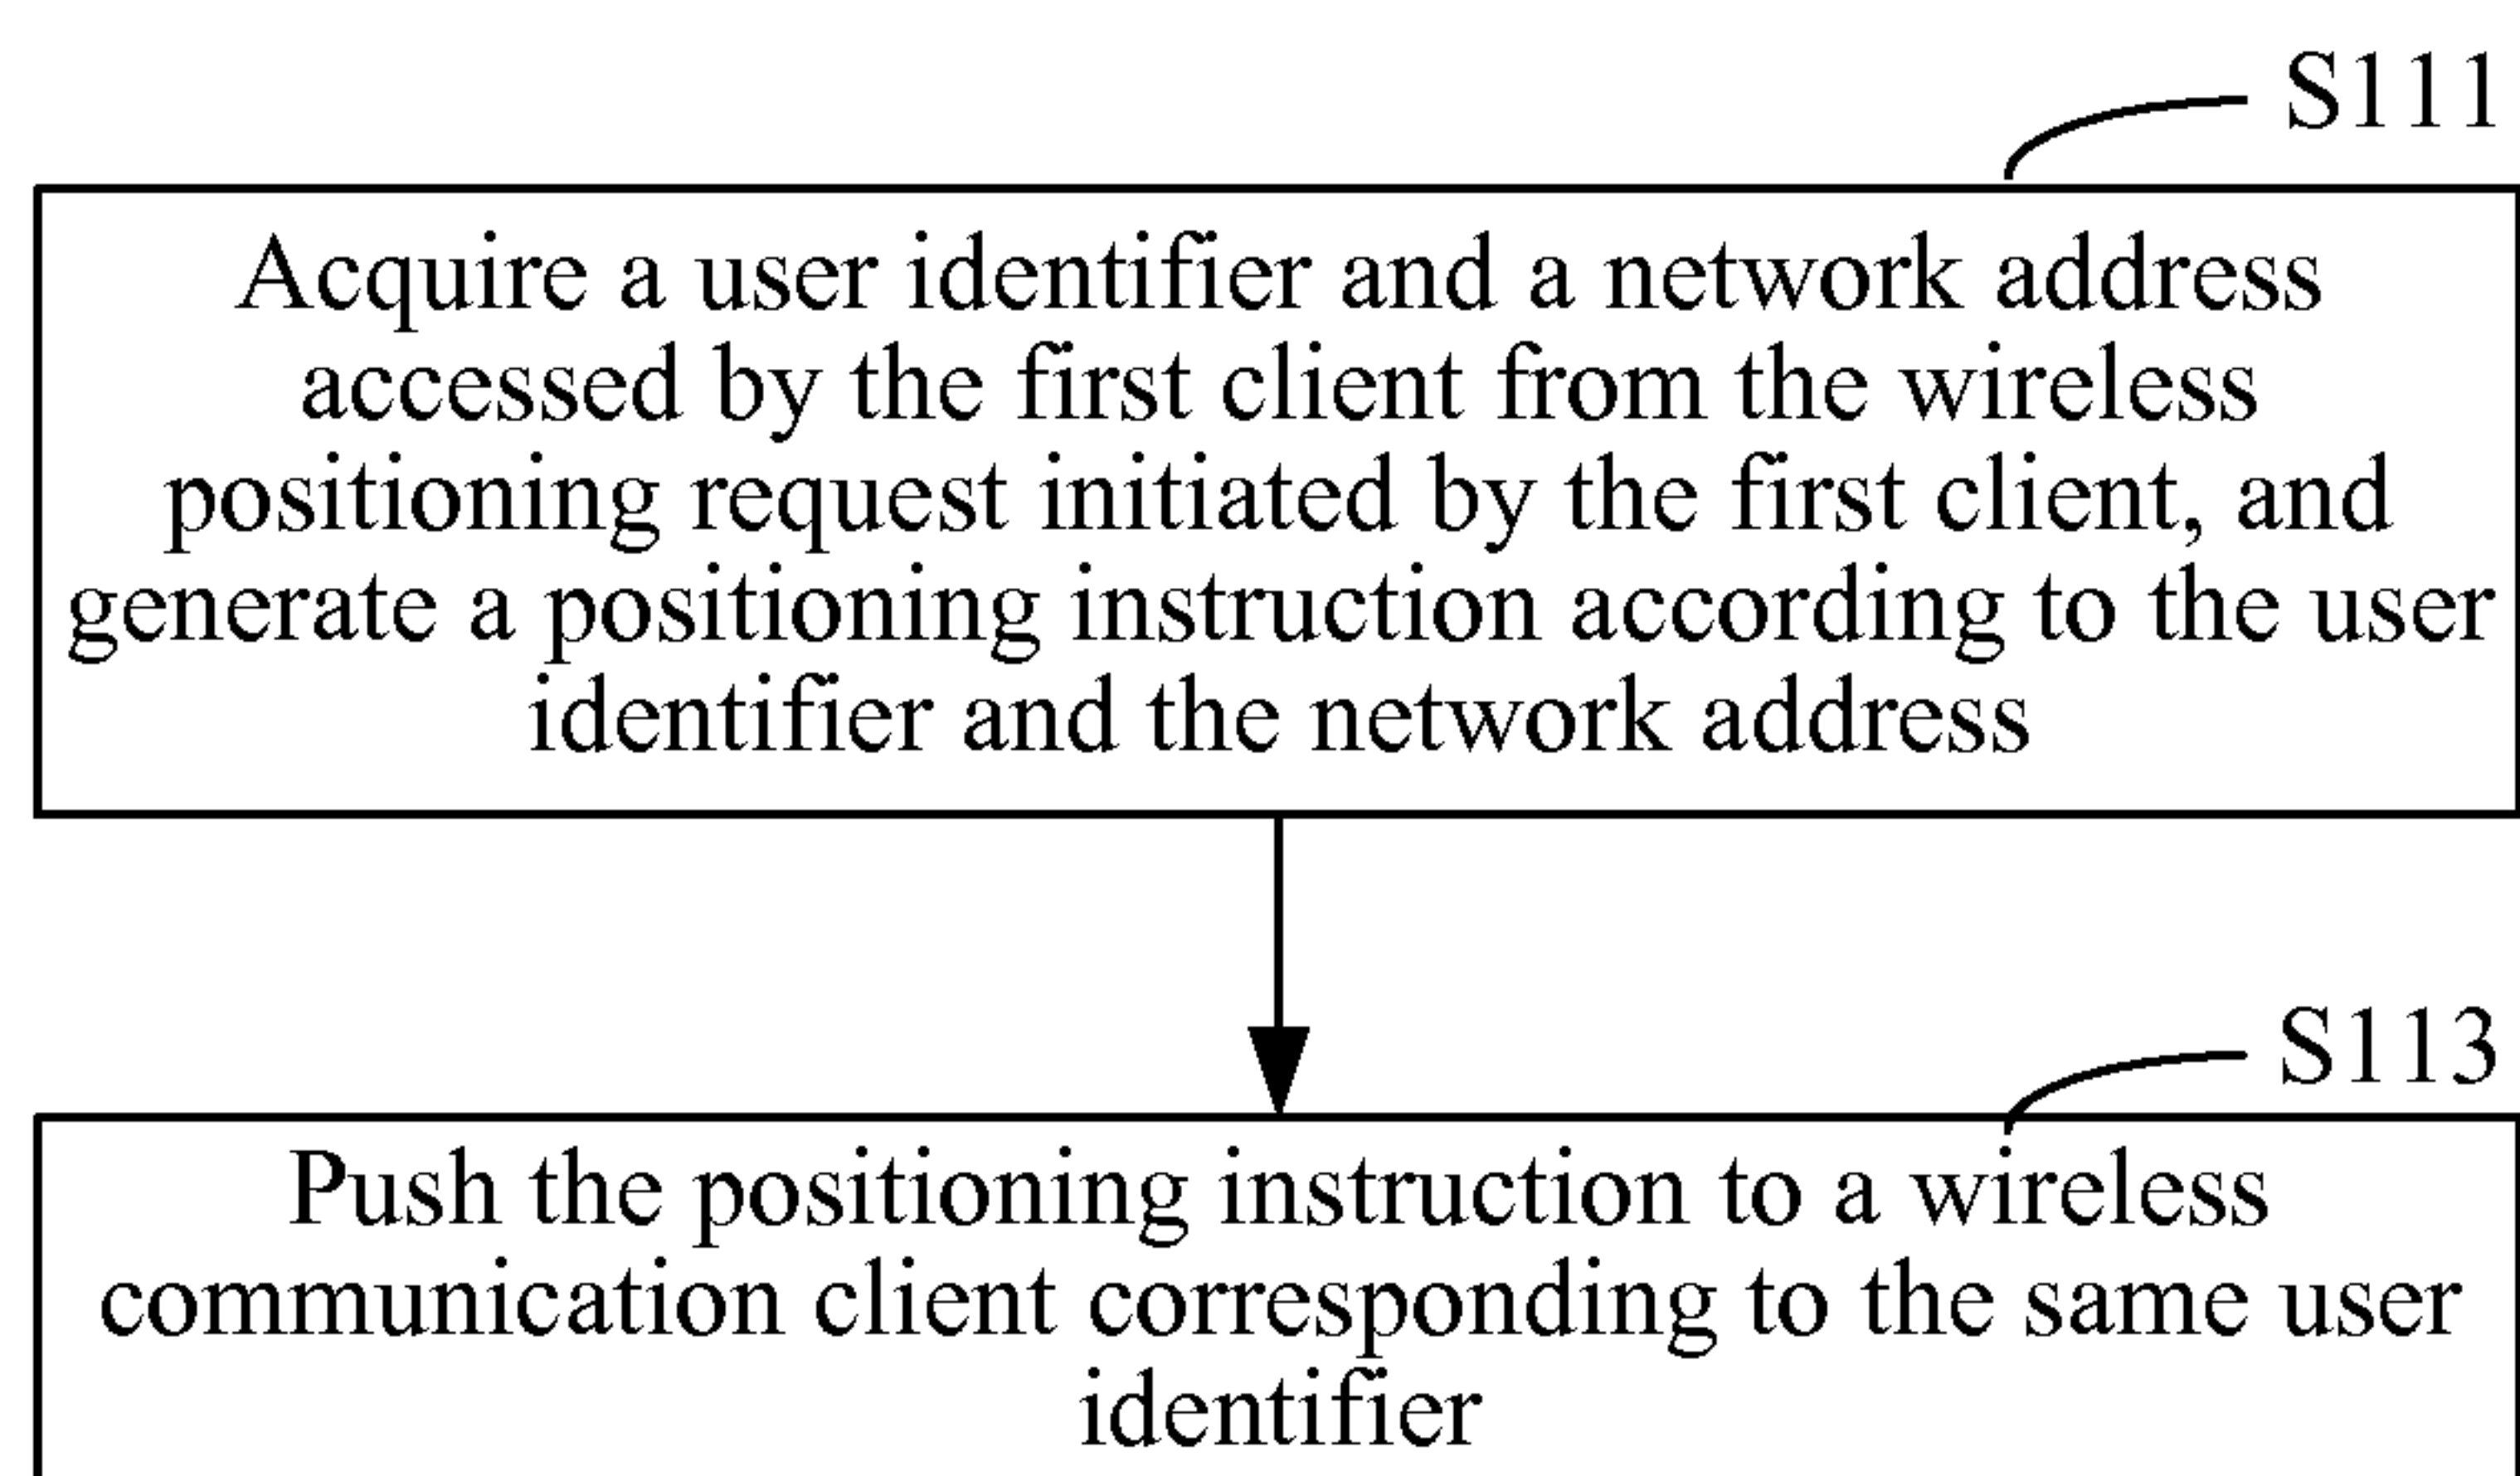 S111
Acquire a user identifier and a network address
accessed by the first client from the wireless
positioning request initiated by the first client, and
generate a positioning instruction according to the user
identifier and the network address
S113
Push the positioning instruction to a wireless
communication client corresponding to the same user
identifier